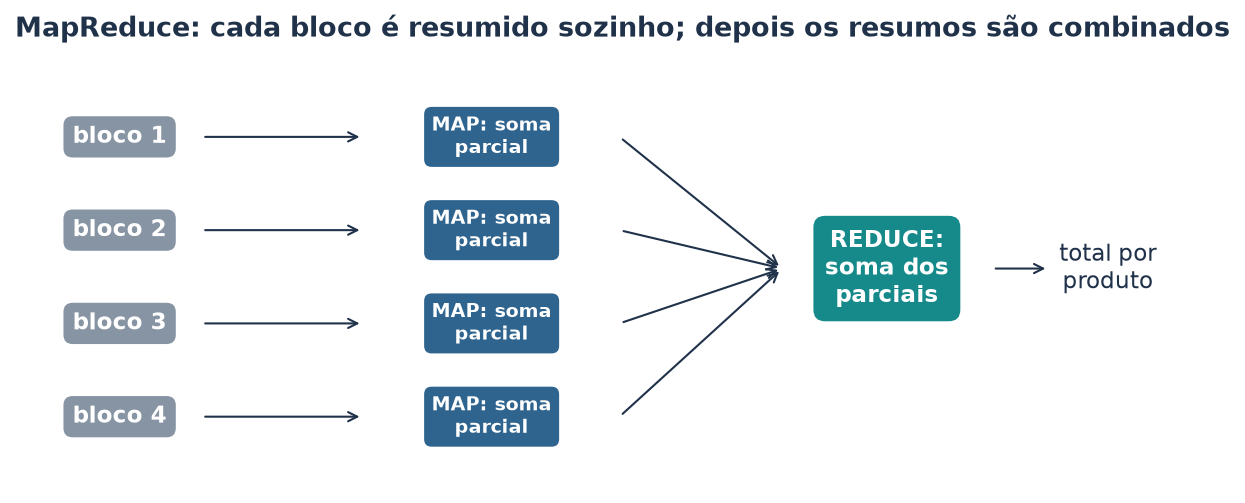 MapReduce: cada bloco é resumido sozinho; depois os resumos são combinados
bloco 1
MAP: soma
parcial
bloco 2
MAP: soma
parcial
bloco 3
MAP: soma
parcial
bloco 4
MAP: soma
parcial
REDUCE:
soma dos
parciais
total por
produto